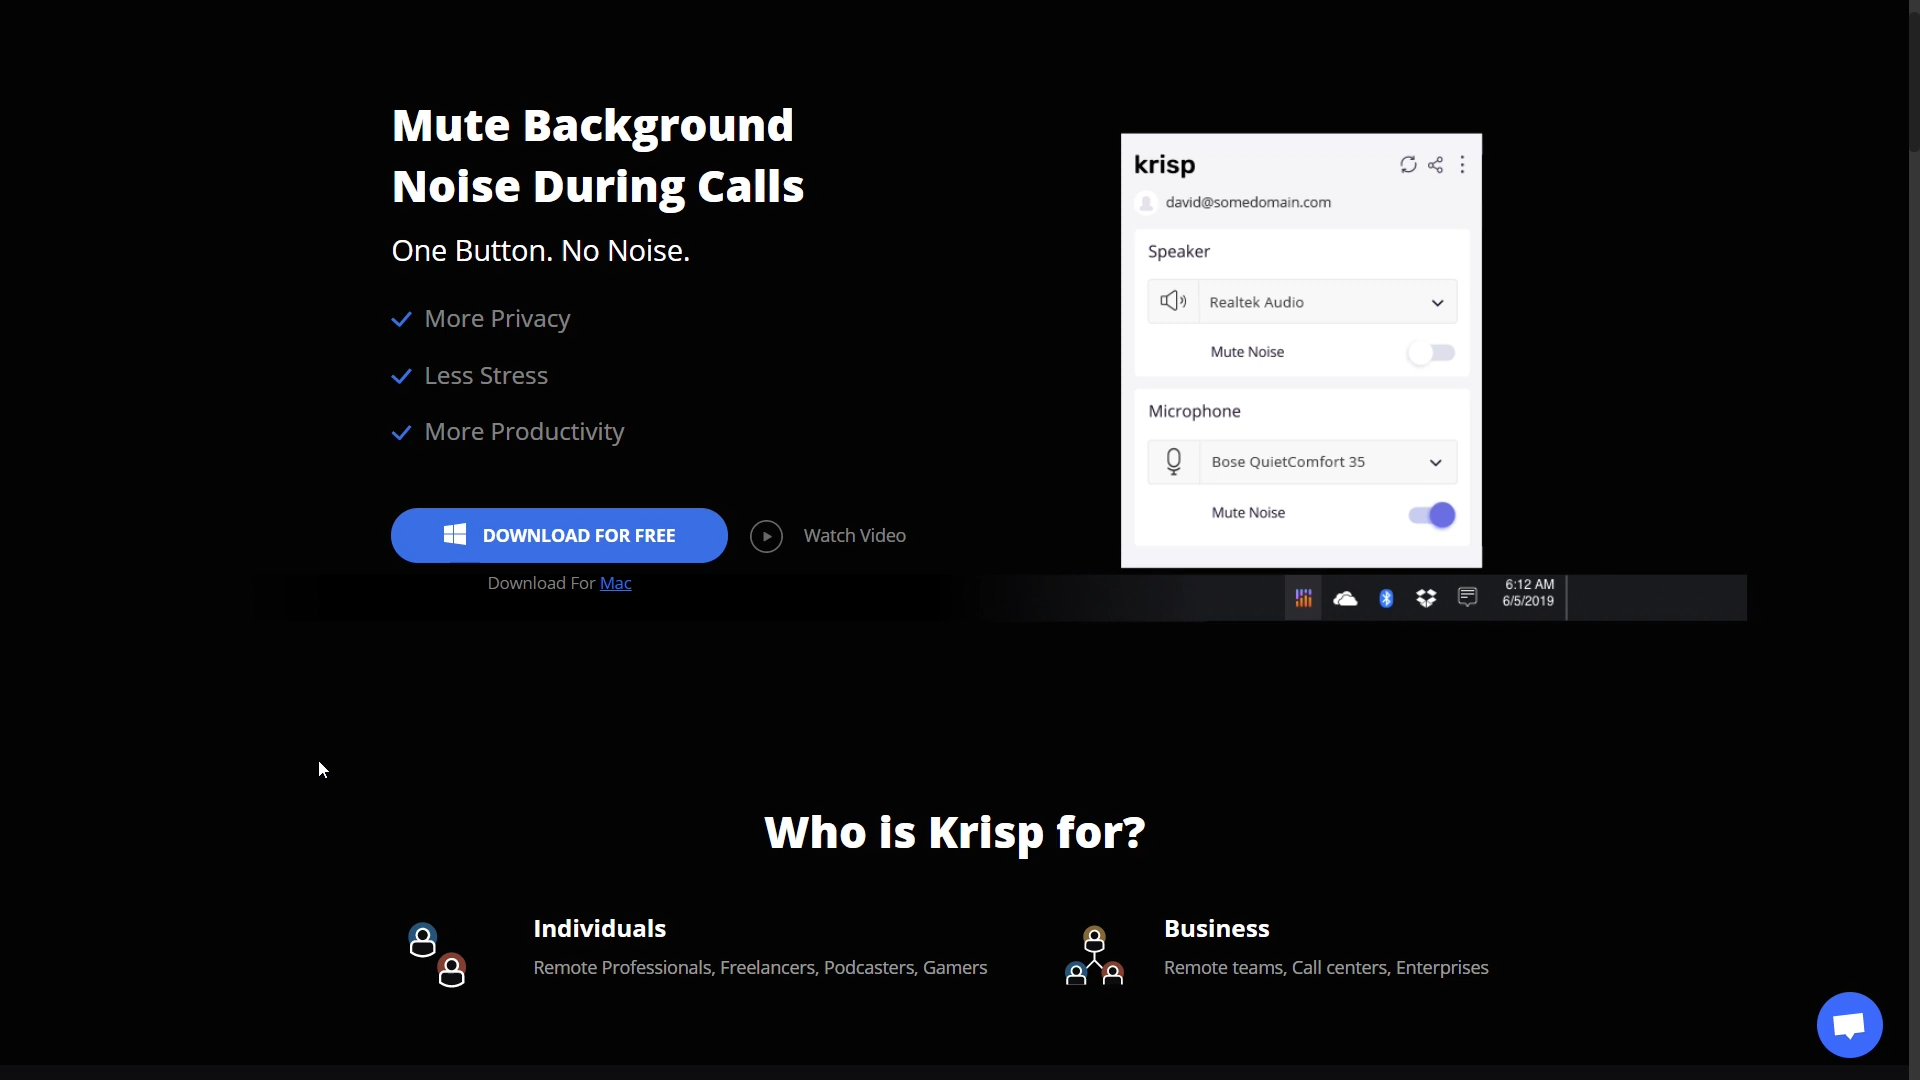 Mute Background
Noise During Calls
One Button. No Noise.
More Privacy
Less Stress
More Productivity
DOWNLOAD FOR FREE
Watch Video
Download For Mac
krisp
david@somedomain.com
Speaker
Realtek Audio
Mute Noise
Microphone
Bose QuietComfort 35
Mute Noise
6:12 AM
6/5/2019
Who is Krisp for?
Individuals
Remote Professionals, Freelancers, Podcasters, Gamers
Business
Remote teams, Call centers, Enterprises